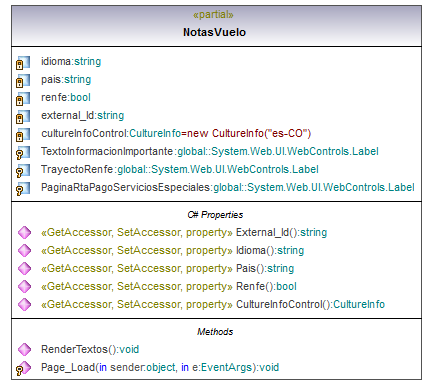 «partial»
NotasVuelo
idioma:string
pais:string
renfe:bool
external_Id:string
cultureInfoControl:CultureInfo=new CultureInfo("es-CO")
TextoInformacionImportante:global::System.Web.UI.WebControls.Label
TrayectoRenfe:global::System.Web.UI.WebControls.Label
PaginaRtaPagoServiciosEspeciales:global::System.Web.UI.WebControls.Label
C# Properties
«GetAccessor, SetAccessor, property» External_Id():string
«GetAccessor, SetAccessor, property» Idioma():string
«GetAccessor, SetAccessor, property» Pais():string
«GetAccessor, SetAccessor, property» Renfe():bool
«GetAccessor, SetAccessor, property» CultureInfoControl():CultureInfo
Methods
RenderTextos():void
Page_Load(in sender:object, in e:EventArgs):void